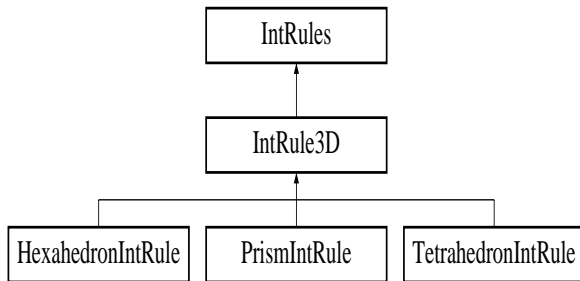 IntRules
IntRule3D
HexahedronIntRule
PrismIntRule
TetrahedronIntRule